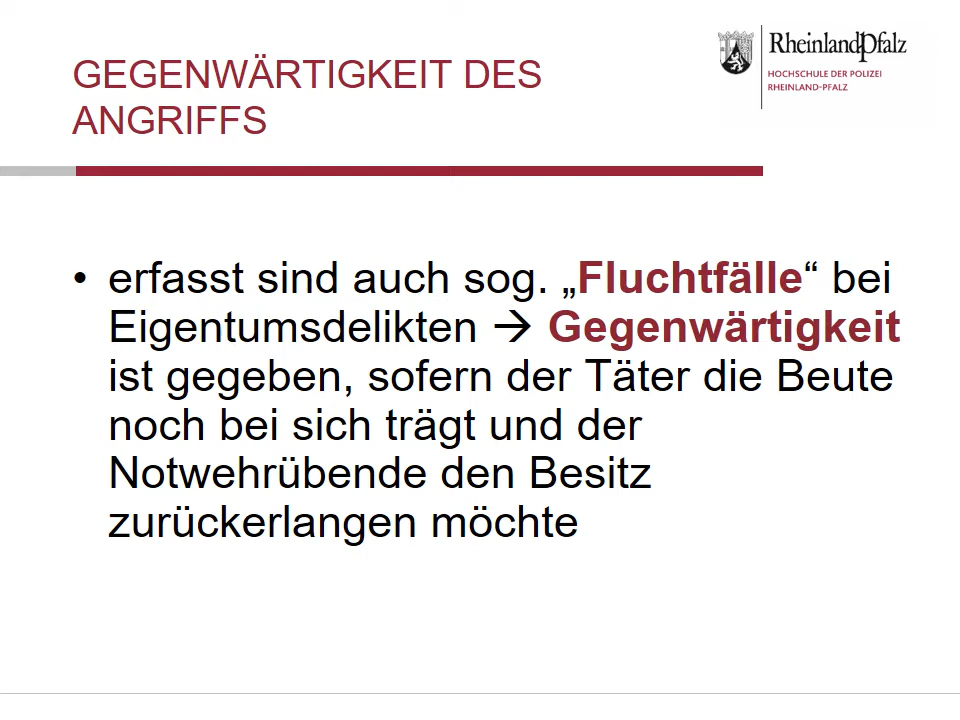 GEGENWÄRTIGKEIT DES
ANGRIFFS
RheinlandPfalz
HOCHSCHULE DER POLIZEI
RHEINLAND-PFALZ
• erfasst sind auch sog. „Fluchtfälle“ bei
Eigentumsdelikten → Gegenwärtigkeit
ist gegeben, sofern der Täter die Beute
noch bei sich trägt und der
Notwehrübende den Besitz
zurückerlangen möchte